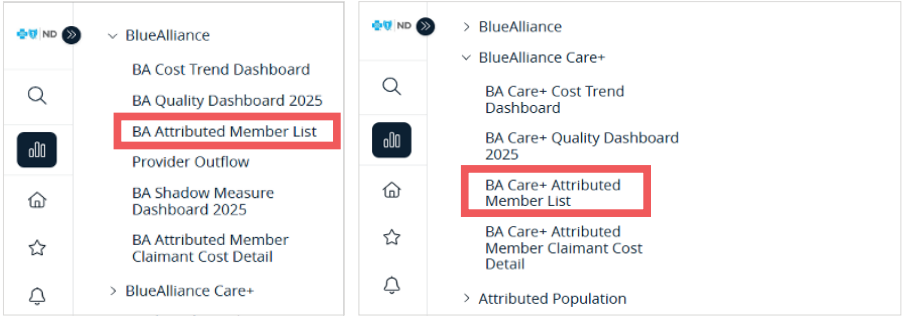 ND
BlueAlliance
BA Cost Trend Dashboard
BA Quality Dashboard 2025
BA Attributed Member List
Provider Outflow
BA Shadow Measure
Dashboard 2025
BA Attributed Member
Claimant Cost Detail
BlueAlliance Care+
ND
BlueAlliance
BlueAlliance Care+
BA Care+ Cost Trend
Dashboard
BA Care+ Quality Dashboard
2025
BA Care+ Attributed
Member List
BA Care+ Attributed
Member Claimant Cost
Detail
Attributed Population